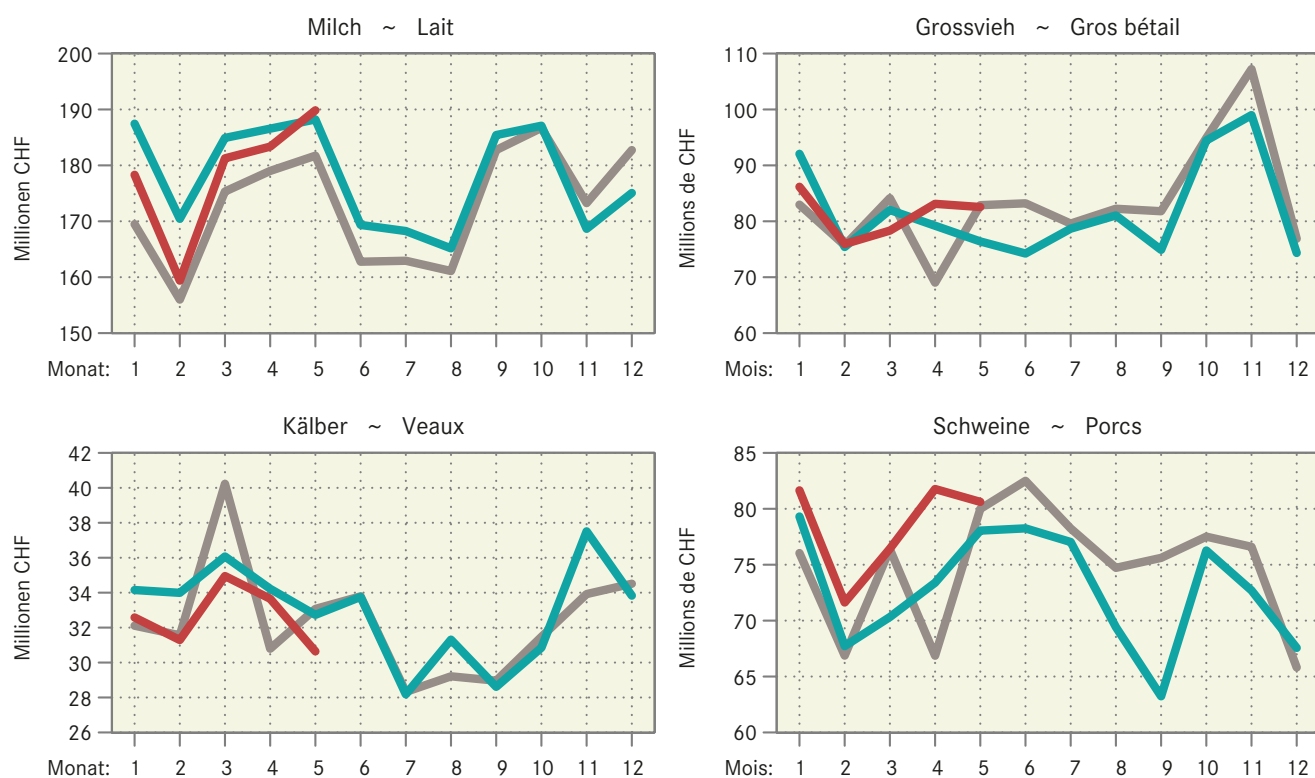 Milch ~ Lait
Millionen CHF
200
190
180
170
160
150
Monat: 1 2 3 4 5 6 7 8 9 10 11 12
Grossvieh ~ Gros bétail
Millions de CHF
110
100
90
80
70
60
Mois: 1 2 3 4 5 6 7 8 9 10 11 12
Kälber ~ Veaux
Millionen CHF
42
40
38
36
34
32
30
28
26
Monat: 1 2 3 4 5 6 7 8 9 10 11 12
Schweine ~ Porcs
Millions de CHF
85
80
75
70
65
60
Mois: 1 2 3 4 5 6 7 8 9 10 11 12